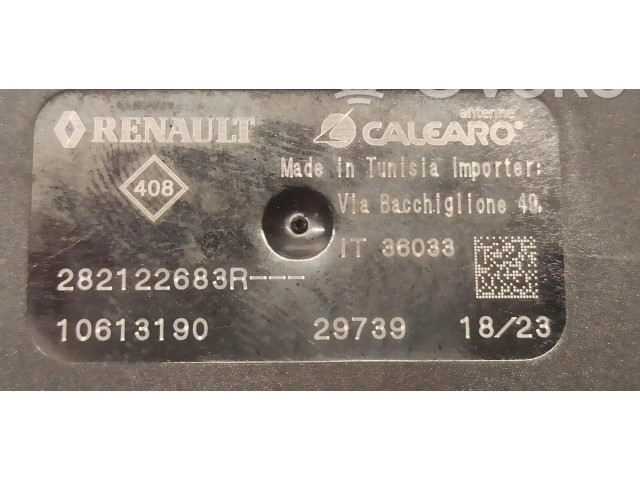 RENAULT
antenne
CALEARO®
408
Made in Tunisia Importer:
Via Bacchiglione 49.
IT 36033
282122683R---
10613190 29739 18/23